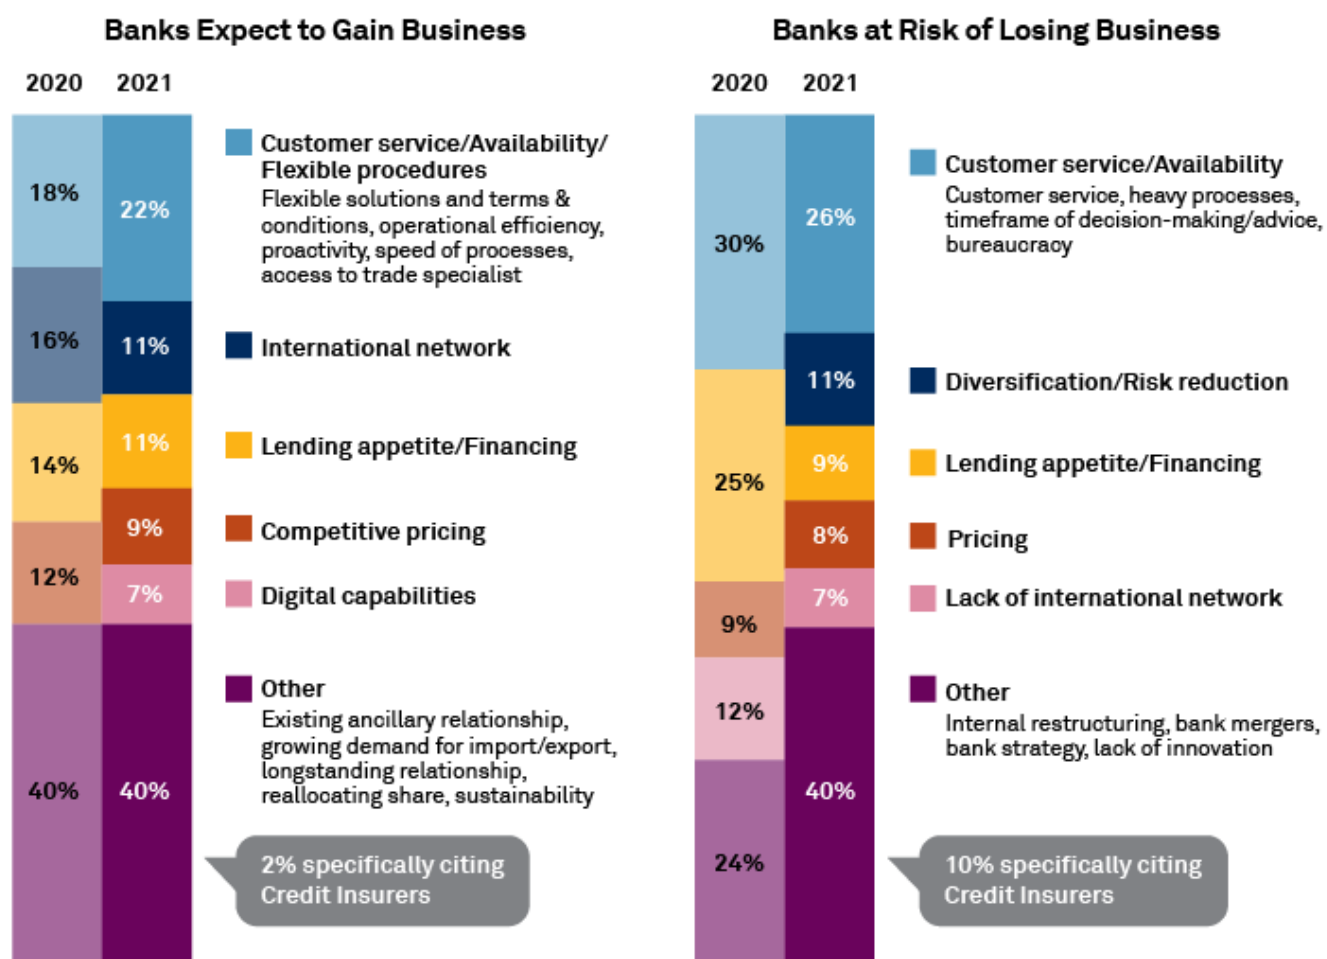 Banks Expect to Gain Business
2020 2021
18%
22%
16%
11%
14%
11%
12%
9%
7%
40%
40%
Customer service/Availability/
Flexible procedures
Flexible solutions and terms &
conditions, operational efficiency,
proactivity, speed of processes,
access to trade specialist
International network
Lending appetite/Financing
Competitive pricing
Digital capabilities
Other
Existing ancillary relationship,
growing demand for import/export,
longstanding relationship,
reallocating share, sustainability
2% specifically citing
Credit Insurers
Banks at Risk of Losing Business
2020 2021
30%
26%
11%
25%
9%
8%
9%
7%
12%
24%
40%
Customer service/Availability
Customer service, heavy processes,
timeframe of decision-making/advice,
bureaucracy
Diversification/Risk reduction
Lending appetite/Financing
Pricing
Lack of international network
Other
Internal restructuring, bank mergers,
bank strategy, lack of innovation
10% specifically citing
Credit Insurers